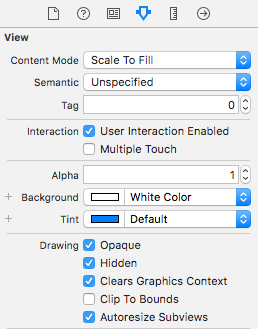 View
Content Mode Scale To Fill
Semantic Unspecified
Tag 0
Interaction User Interaction Enabled
Multiple Touch
Alpha 1
Background White Color
Tint Default
Drawing Opaque
Hidden
Clears Graphics Context
Clip To Bounds
Autoresize Subviews